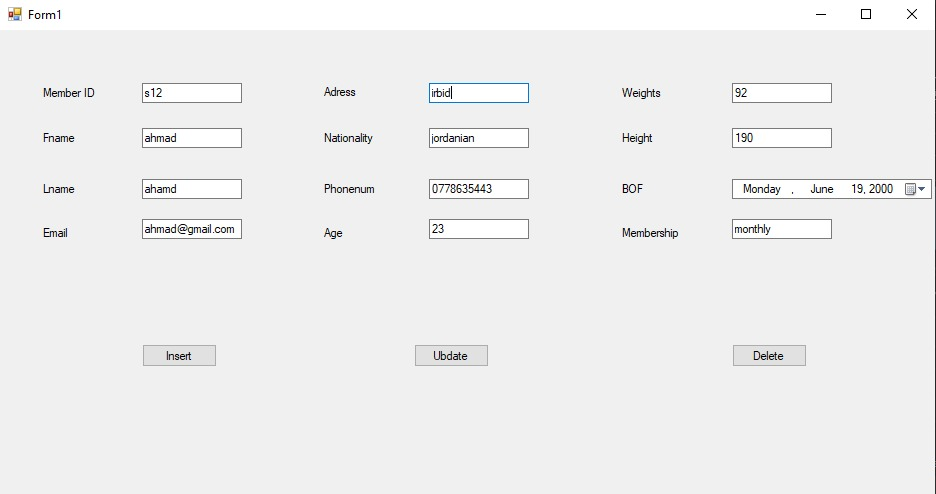 Form1
Member ID s12 Adress irbid Weights 92
Fname ahmad Nationality jordanian Height 190
Lname ahamd Phonenum 0778635443 BOF Monday , June 19, 2000
Email ahmad@gmail.com Age 23 Membership monthly
Insert Ubdate Delete